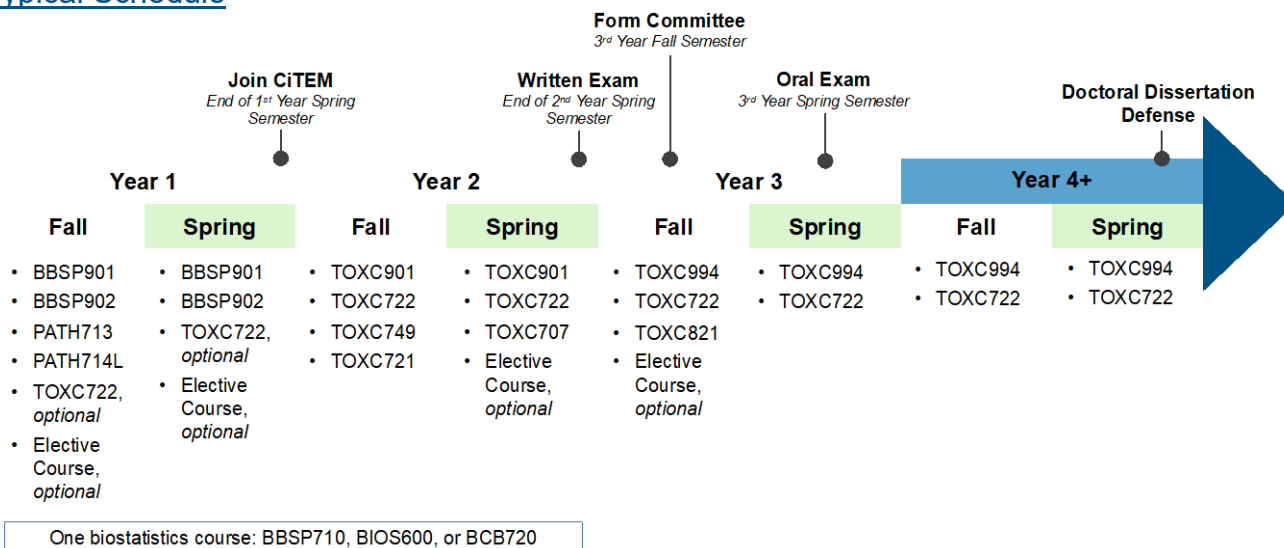 ypical Schedule
Form Committee
3rd Year Fall Semester
Join CiTEM
End of 1st Year Spring
Semester
Written Exam
End of 2nd Year Spring
Semester
Oral Exam
3rd Year Spring Semester
Doctoral Dissertation
Defense
Year 1
Year 2
Year 3
Year 4+
Fall
Spring
Fall
Spring
Fall
Spring
Fall
Spring
• BBSP901
• BBSP902
• PATH713
• PATH714L
• TOXC722,
optional
• Elective
Course,
optional
• BBSP901
• BBSP902
• TOXC722,
optional
• Elective
Course,
optional
• TOXC901
• TOXC722
• TOXC749
• TOXC721
• TOXC901
• TOXC722
• TOXC707
• Elective
Course,
optional
• TOXC994
• TOXC722
• TOXC821
• Elective
Course,
optional
• TOXC994
• TOXC722
• TOXC994
• TOXC722
• TOXC994
• TOXC722
One biostatistics course: BBSP710, BIOS600, or BCB720